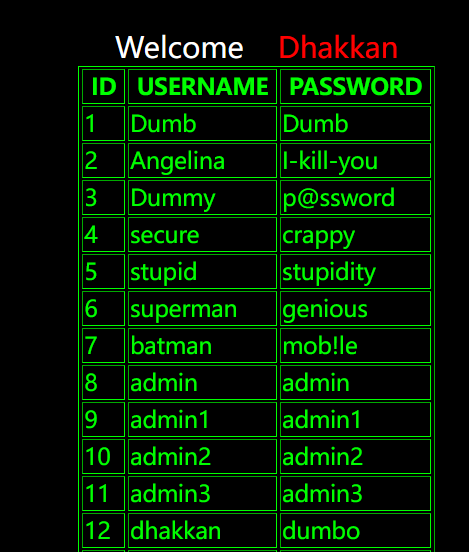 Welcome Dhakkan
ID USERNAME PASSWORD
1 Dumb Dumb
2 Angelina I-kill-you
3 Dummy p@ssword
4 secure crappy
5 stupid stupidity
6 superman genious
7 batman mob!le
8 admin admin
9 admin1 admin1
10 admin2 admin2
11 admin3 admin3
12 dhakkan dumbo